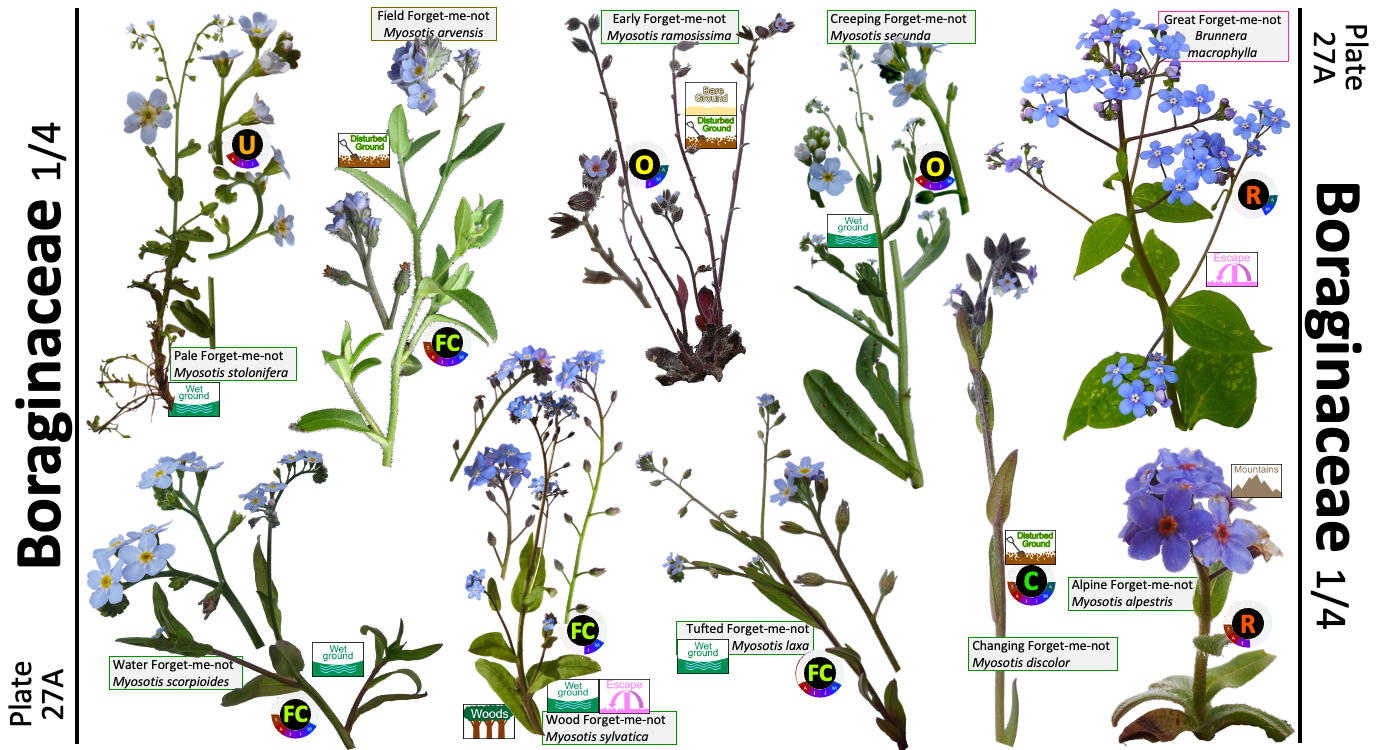 Boraginaceae 1/4
Plate
27A
Pale Forget-me-not
Myosotis stolonifera
Wet
ground
U
Field Forget-me-not
Myosotis arvensis
Disturbed
Ground
FC
Early Forget-me-not
Myosotis ramosissima
Bare
Ground
Disturbed
Ground
O
Creeping Forget-me-not
Myosotis secunda
Wet
ground
O
Great Forget-me-not
Brunnera
macrophylla
R
Escape
Plate
27A
Boraginaceae 1/4
Water Forget-me-not
Myosotis scorpioides
Wet
ground
FC
Wood Forget-me-not
Myosotis sylvatica
Woods
Wet
ground
Escape
FC
Tufted Forget-me-not
Myosotis laxa
Wet
ground
FC
Changing Forget-me-not
Myosotis discolor
Disturbed
Ground
C
Alpine Forget-me-not
Myosotis alpestris
Mountains
R